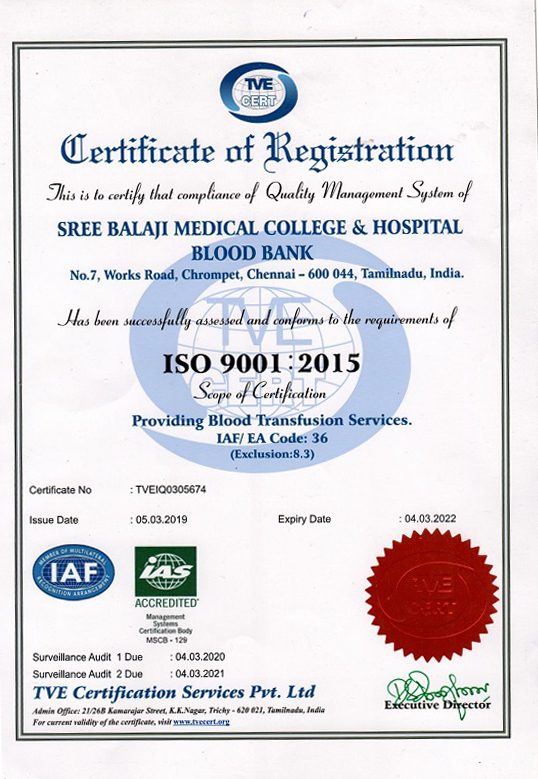 TVE
CERT
Certificate of Registration
This is to certify that compliance of Quality Management System of
SREE BALAJI MEDICAL COLLEGE & HOSPITAL
BLOOD BANK
No.7, Works Road, Chrompet, Chennai – 600 044, Tamilnadu, India.
Has been successfully assessed and conforms to the requirements of
TVE
ISO 9001:2015
CERT
Scope of Certification
Providing Blood Transfusion Services.
IAF/ EA Code: 36
(Exclusion:8.3)
Certificate No : TVEIQ0305674
Issue Date : 05.03.2019 Expiry Date : 04.03.2022
MEMBER OF MULTILATERAL
IAF
RECOGNITION ARRANGEMENT
ias
ACCREDITED
Management
Systems
Certification Body
MSCB - 129
TVE
CERT
Surveillance Audit 1 Due : 04.03.2020
Surveillance Audit 2 Due : 04.03.2021
TVE Certification Services Pvt. Ltd
Executive Director
Admin Office: 21/26B Kamarajar Street, K.K.Nagar, Trichy - 620 021, Tamilnadu, India
For current validity of the certificate, visit www.tvecert.org